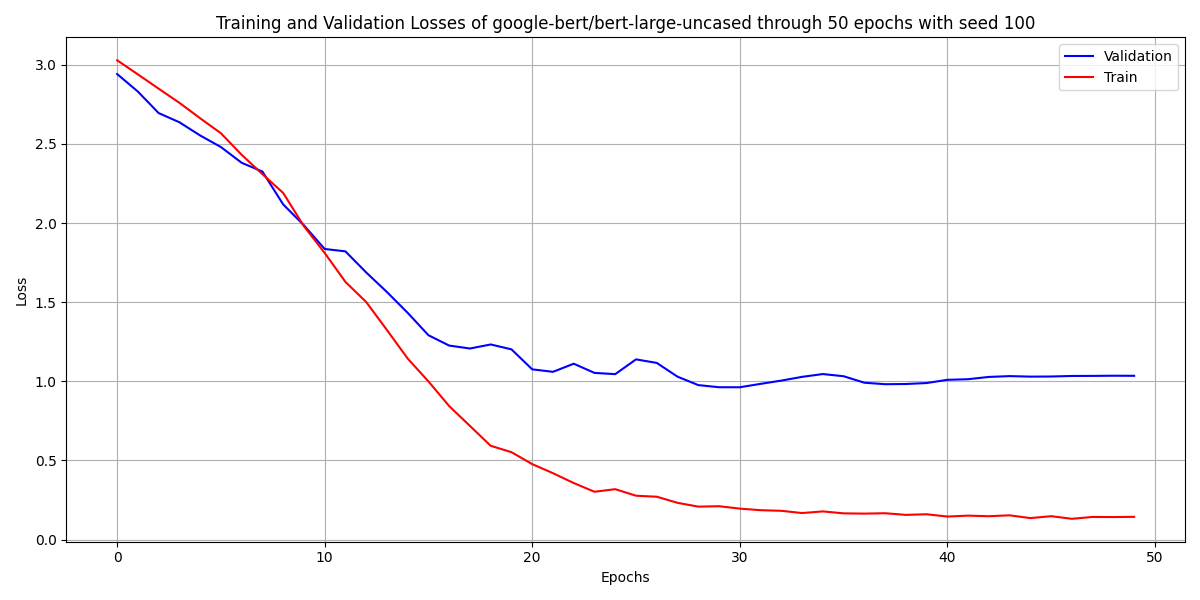 Training and Validation Losses of google-bert/bert-large-uncased through 50 epochs with seed 100
Validation
Train
Loss
3.0
2.5
2.0
1.5
1.0
0.5
0.0
0 10 20 30 40 50
Epochs